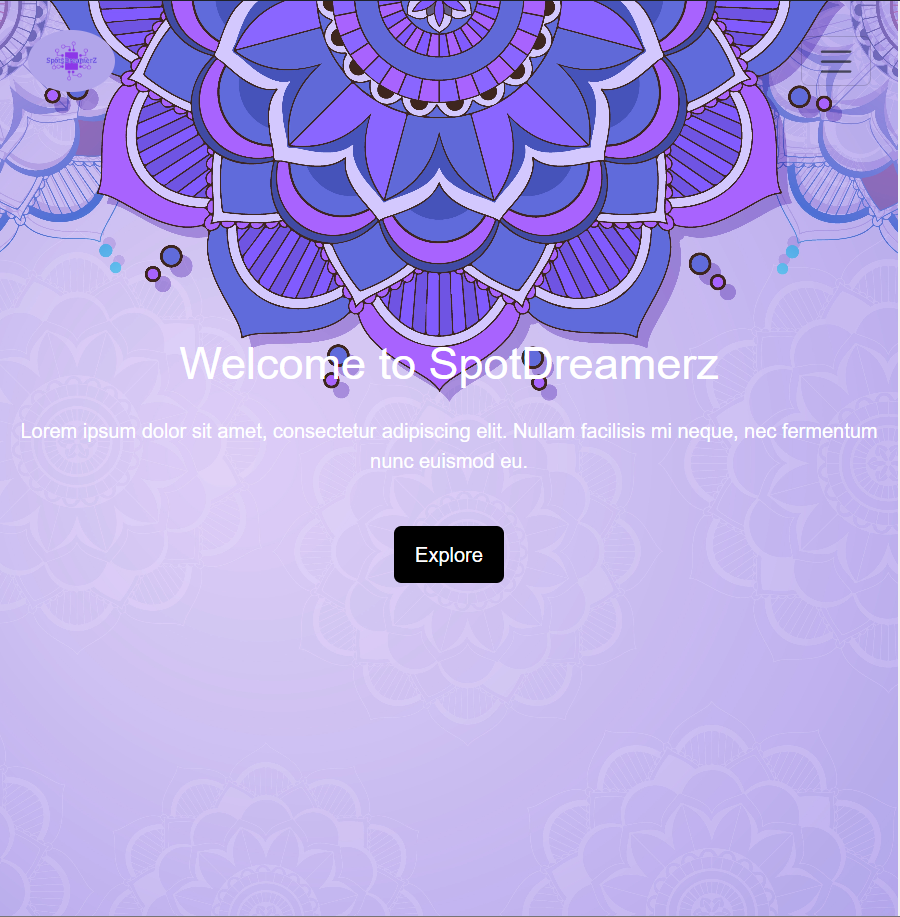 SpotDreamerZ
Welcome to SpotDreamerz
Lorem ipsum dolor sit amet, consectetur adipiscing elit. Nullam facilisis mi neque, nec fermentum
nunc euismod eu.
Explore